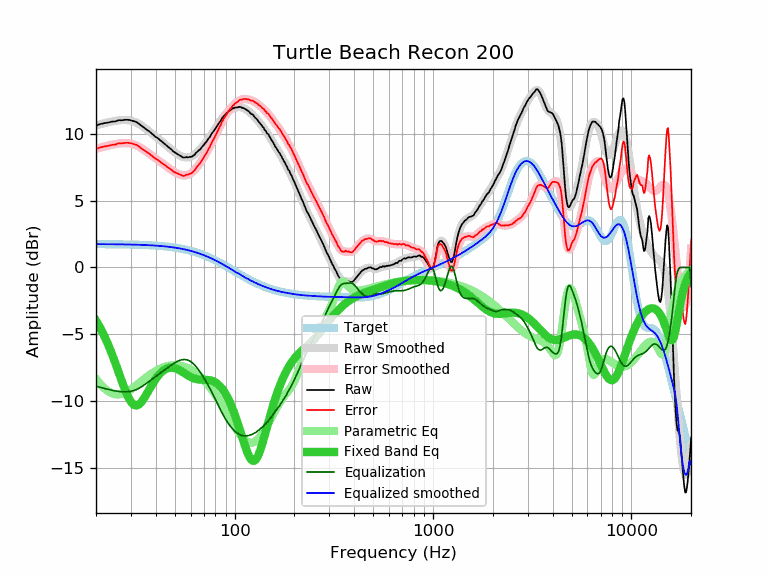 Turtle Beach Recon 200
Amplitude (dBr)
10
5
0
−5
−10
−15
Target
Raw Smoothed
Error Smoothed
Raw
Error
Parametric Eq
Fixed Band Eq
Equalization
Equalized smoothed
100 1000 10000
Frequency (Hz)